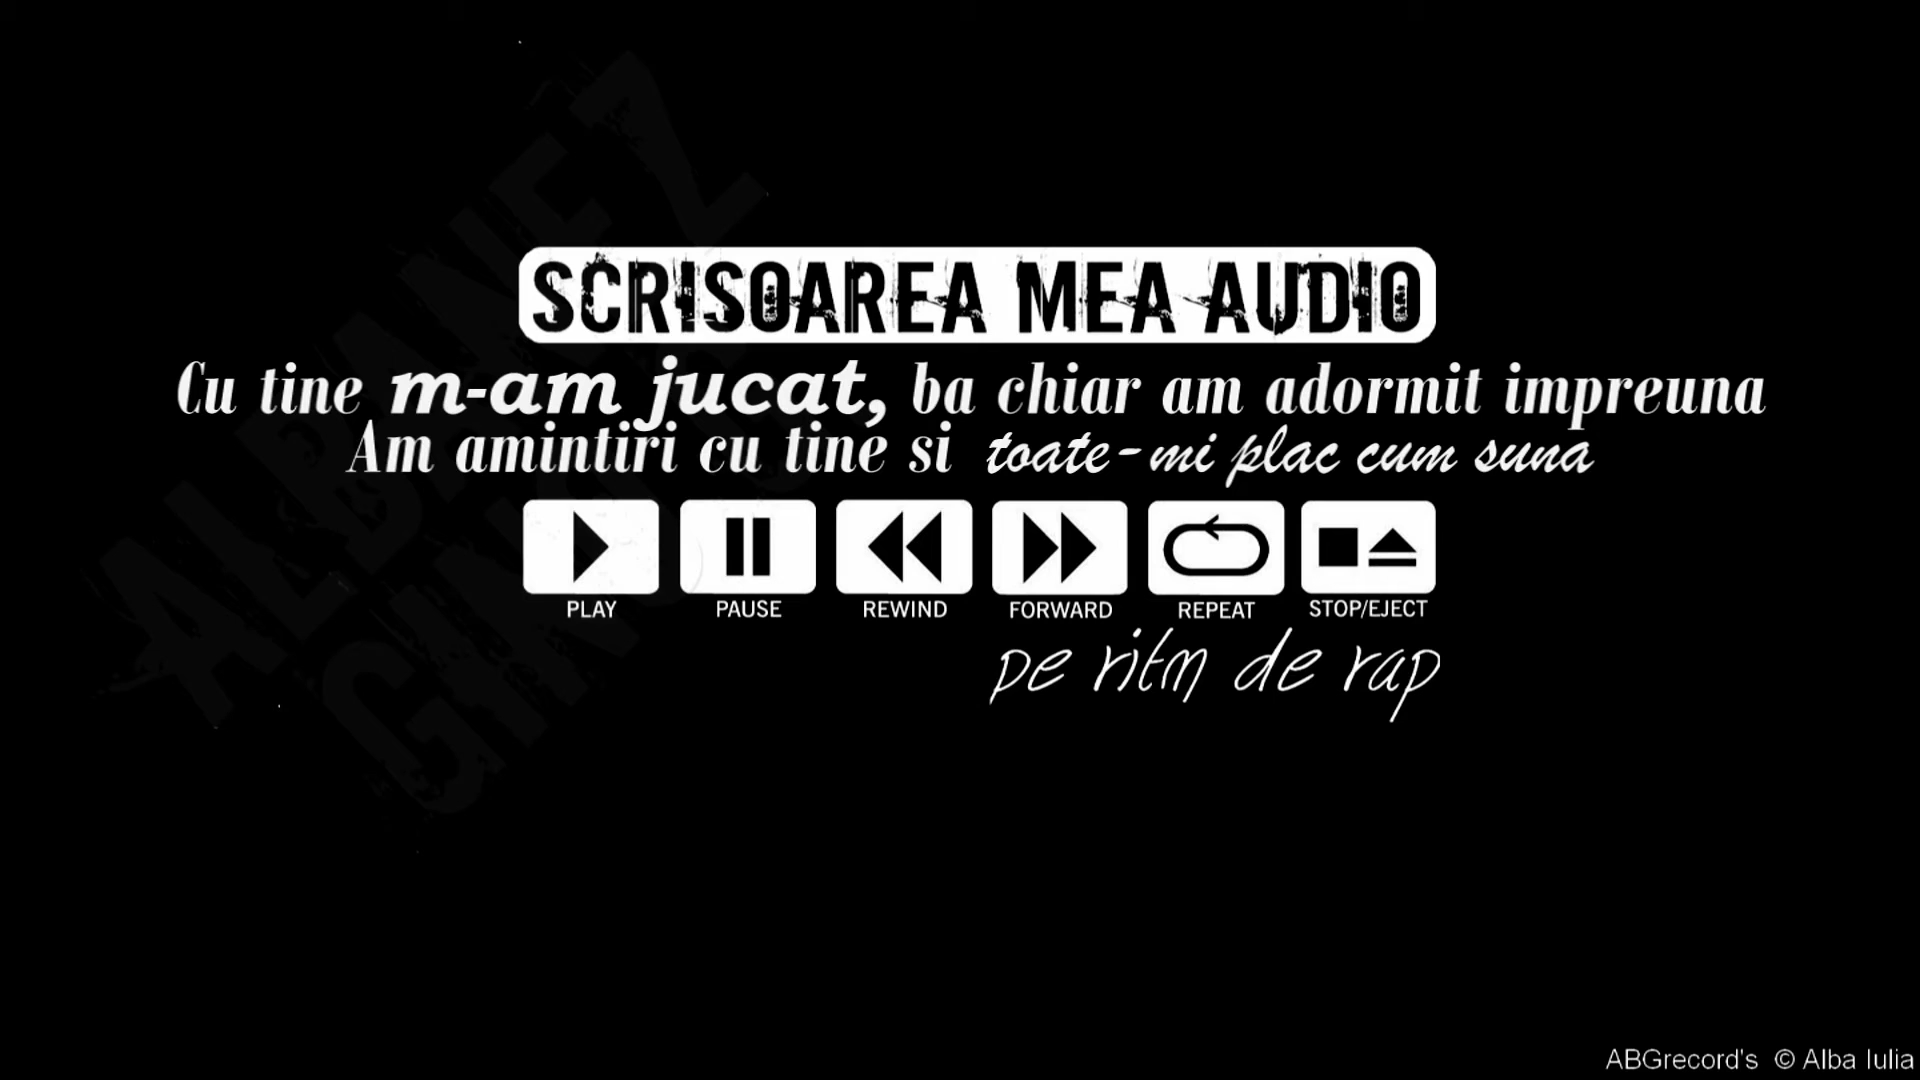 SCRISOAREA MEA AUDIO
Cu tine m-am jucat, ba chiar am adormit impreuna
Am amintiri cu tine si toate-mi plac cum suna
PLAY PAUSE REWIND FORWARD REPEAT STOP/EJECT
pe ritm de rap
ABGrecord's © Alba Iulia